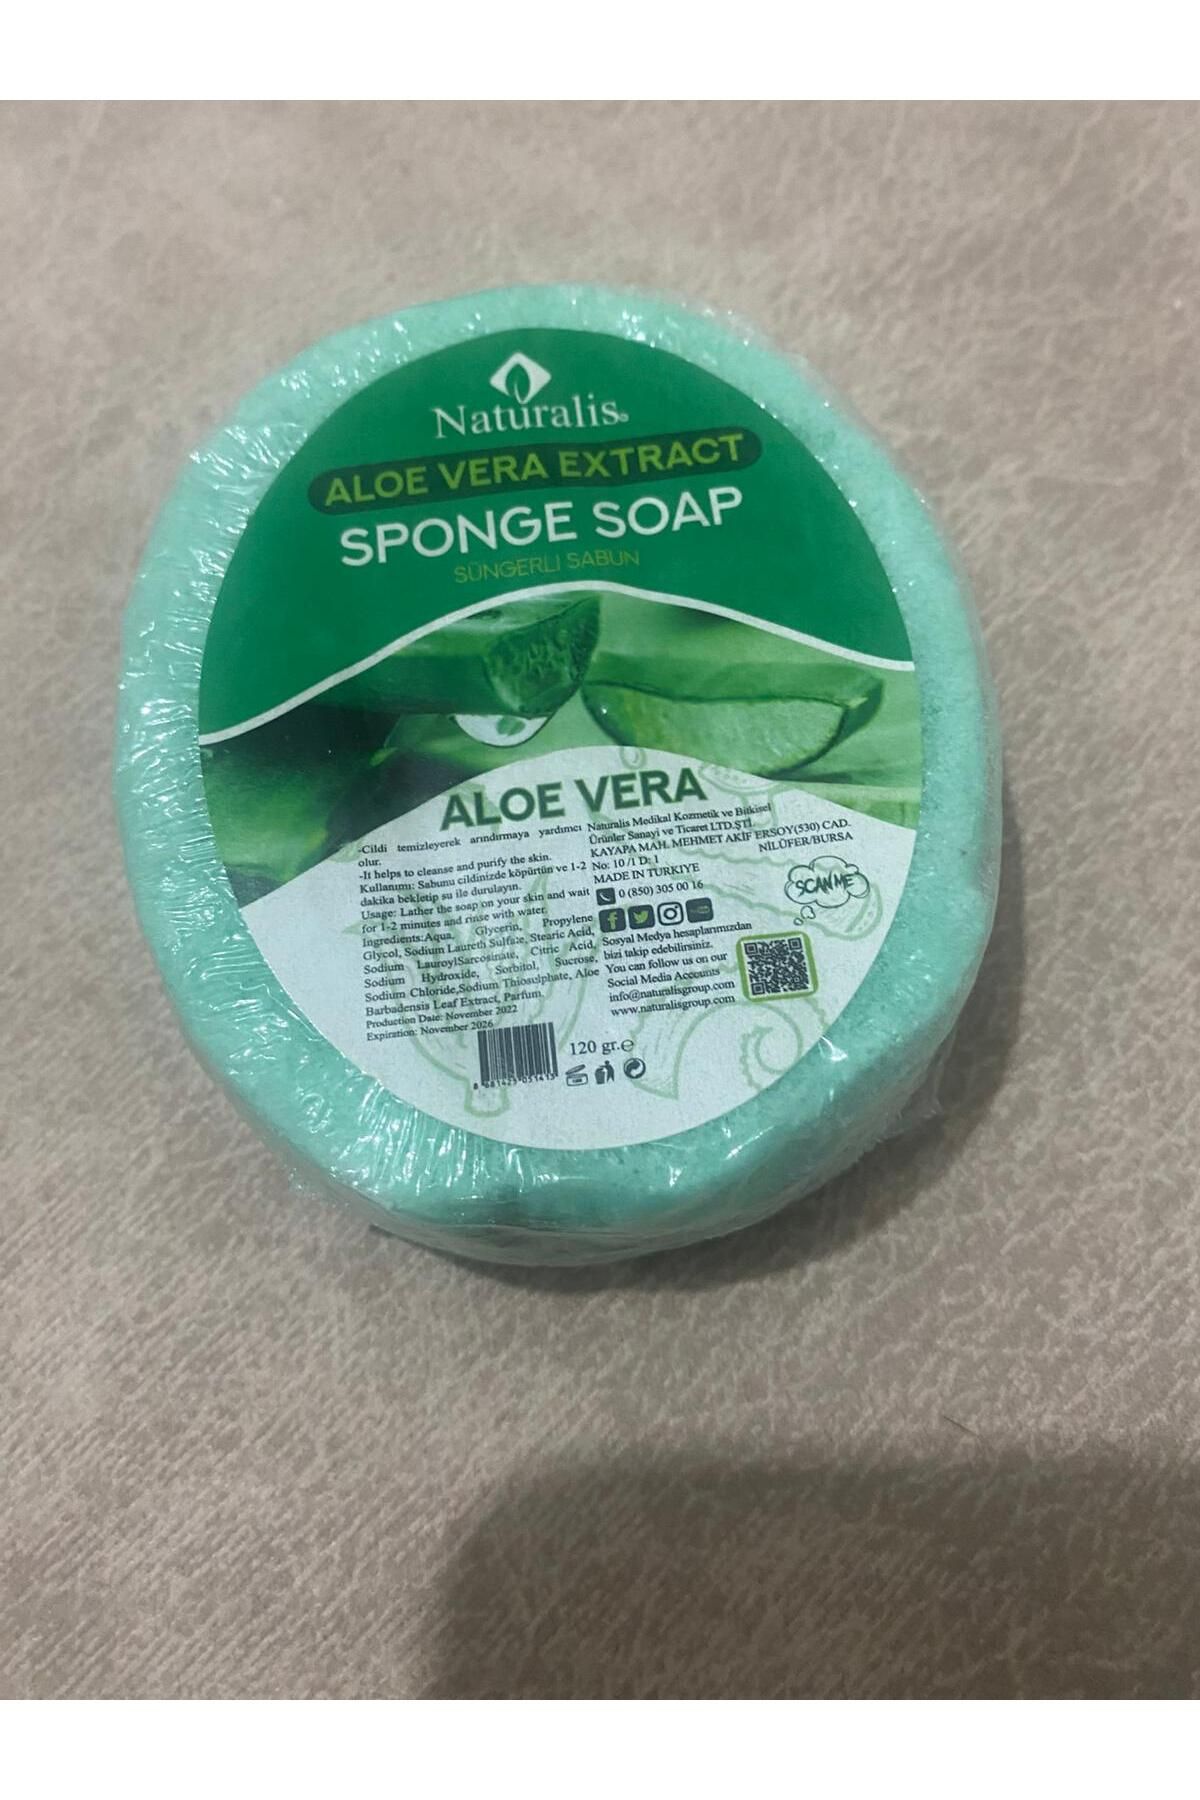 Naturalis®
ALOE VERA EXTRACT
SPONGE SOAP
SÜNGERLİ SABUN
ALOE VERA
-Cildi temizleyerek arındırmaya yardımcı
olur.
-It helps to cleanse and purify the skin.
Kullanımı: Sabunu cildinizde köpürtün ve 1-2
dakika bekletip su ile durulayın.
Usage: Lather the soap on your skin and wait
for 1-2 minutes and rinse with water.
Ingredients:Aqua, Glycerin, Propylene
Glycol, Sodium Laureth Sulfate, Stearic Acid,
Sodium LauroylSarcosinate, Citric Acid,
Sodium Hydroxide, Sorbitol, Sucrose,
Sodium Chloride,Sodium Thiosulphate, Aloe
Barbadensis Leaf Extract, Parfum.
Production Date: November 2022
Expiration: November 2026
Naturalis Medikal Kozmetik ve Bitkisel
Ürünler Sanayi ve Ticaret LTD.ŞTİ.
KAYAPA MAH. MEHMET AKİF ERSOY(530) CAD.
No: 10/1 D: 1 NİLÜFER/BURSA
MADE IN TURKIYE
0 (850) 305 00 16
SCAN ME
Sosyal Medya hesaplarımızdan
bizi takip edebilirsiniz.
You can follow us on our
Social Media Accounts
info@naturalisgroup.com
www.naturalisgroup.com
120 gr.e